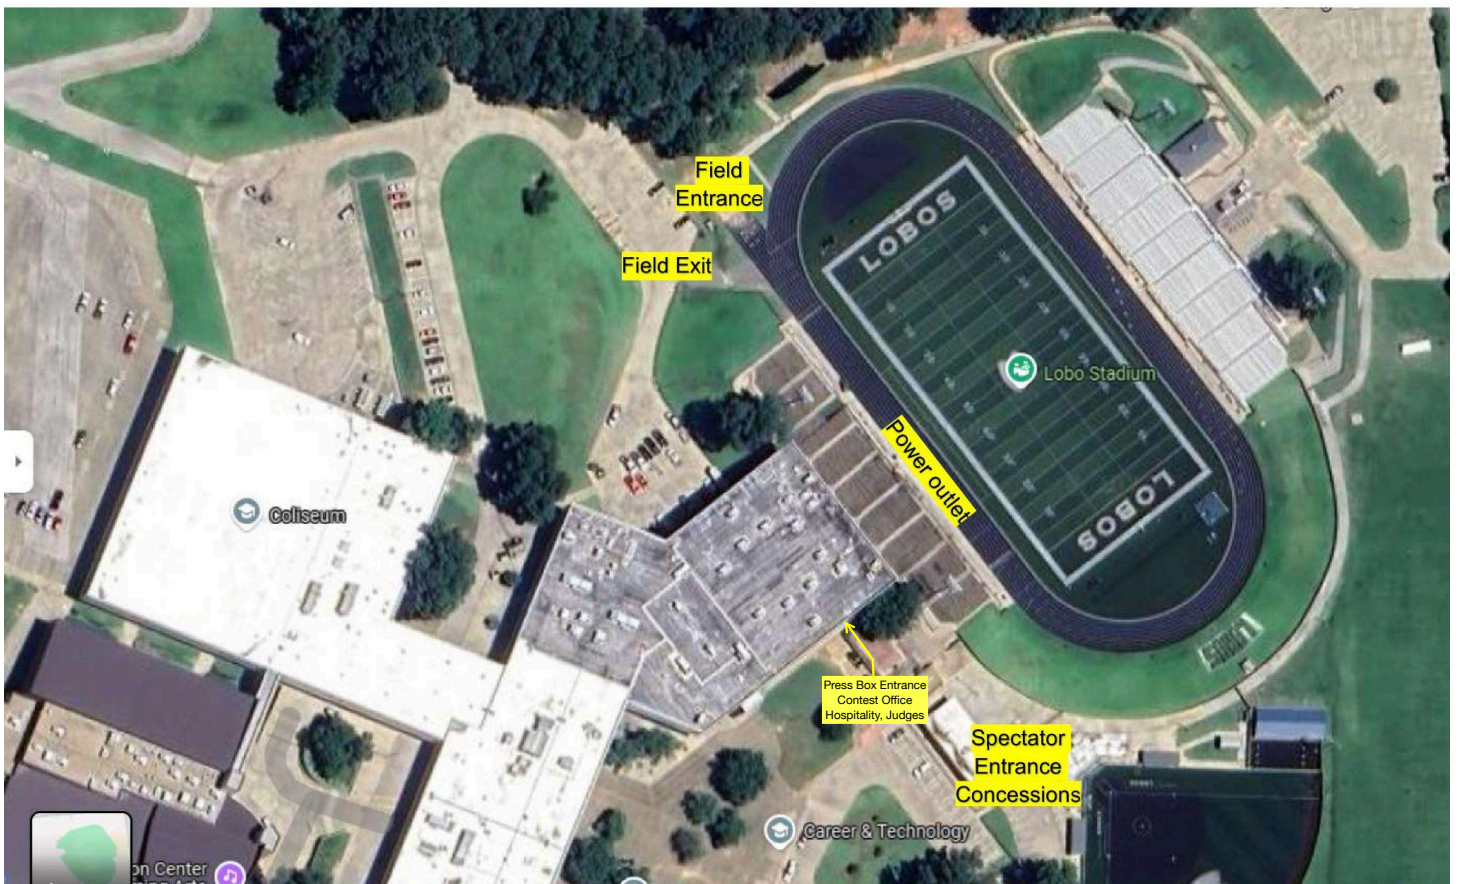 Field
Entrance
Field Exit
LOBOS
Lobo Stadium
Power outlet
Coliseum
LOBOS
LOBOS
Press Box Entrance
Contest Office
Hospitality, Judges
Spectator
Entrance
Concessions
Career & Technology
on Center